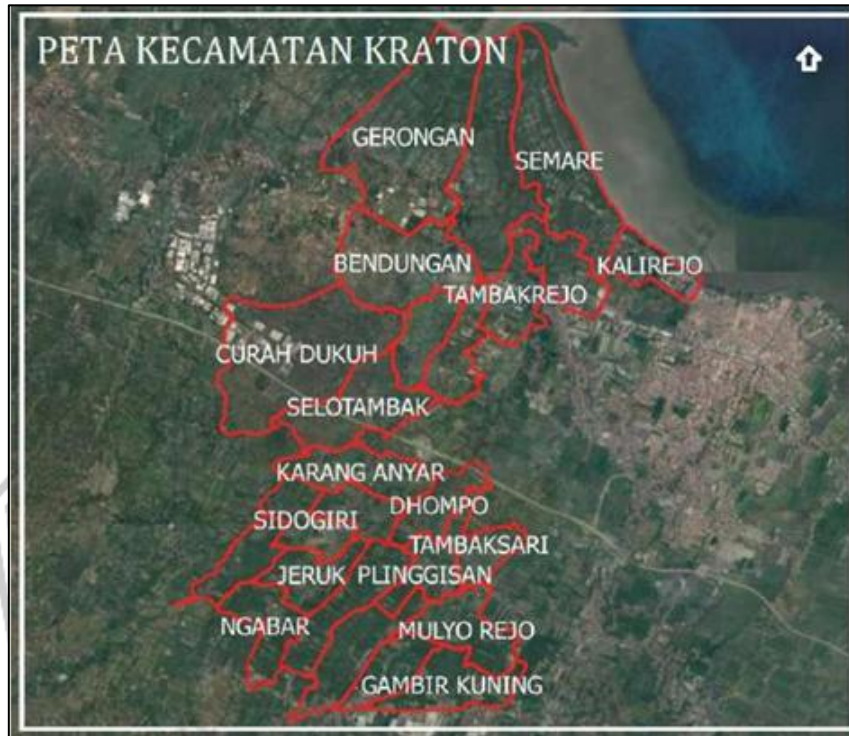 PETA KECAMATAN KRATON
GERONGAN
SEMARE
BENDUNGAN
KALIREJO
TAMBAKREJO
CURAH DUKUH
SELOTAMBAK
KARANG ANYAR
DHOMPO
SIDOGIRI
TAMBAKSARI
JERUK PLINGGISAN
NGABAR
MULYO REJO
GAMBIR KUNING